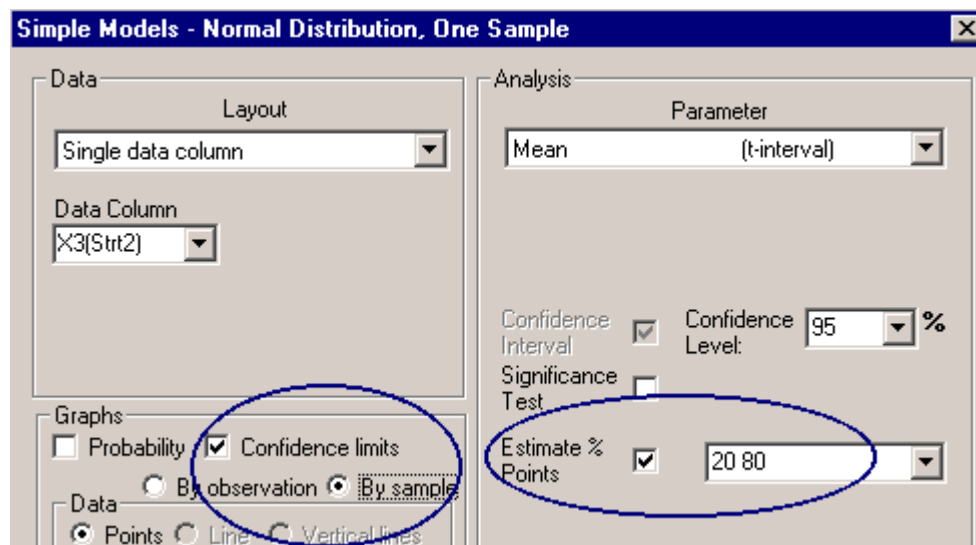 Simple Models - Normal Distribution, One Sample
Data
Layout
Single data column
Data Column
X3(Strt2)
Graphs
Probability
Confidence limits
By observation
By sample
Data
Points
Line
Vertical lines
Analysis
Parameter
Mean (t-interval)
Confidence
Interval
Confidence
Level:
95
%
Significance
Test
Estimate %
Points
20 80